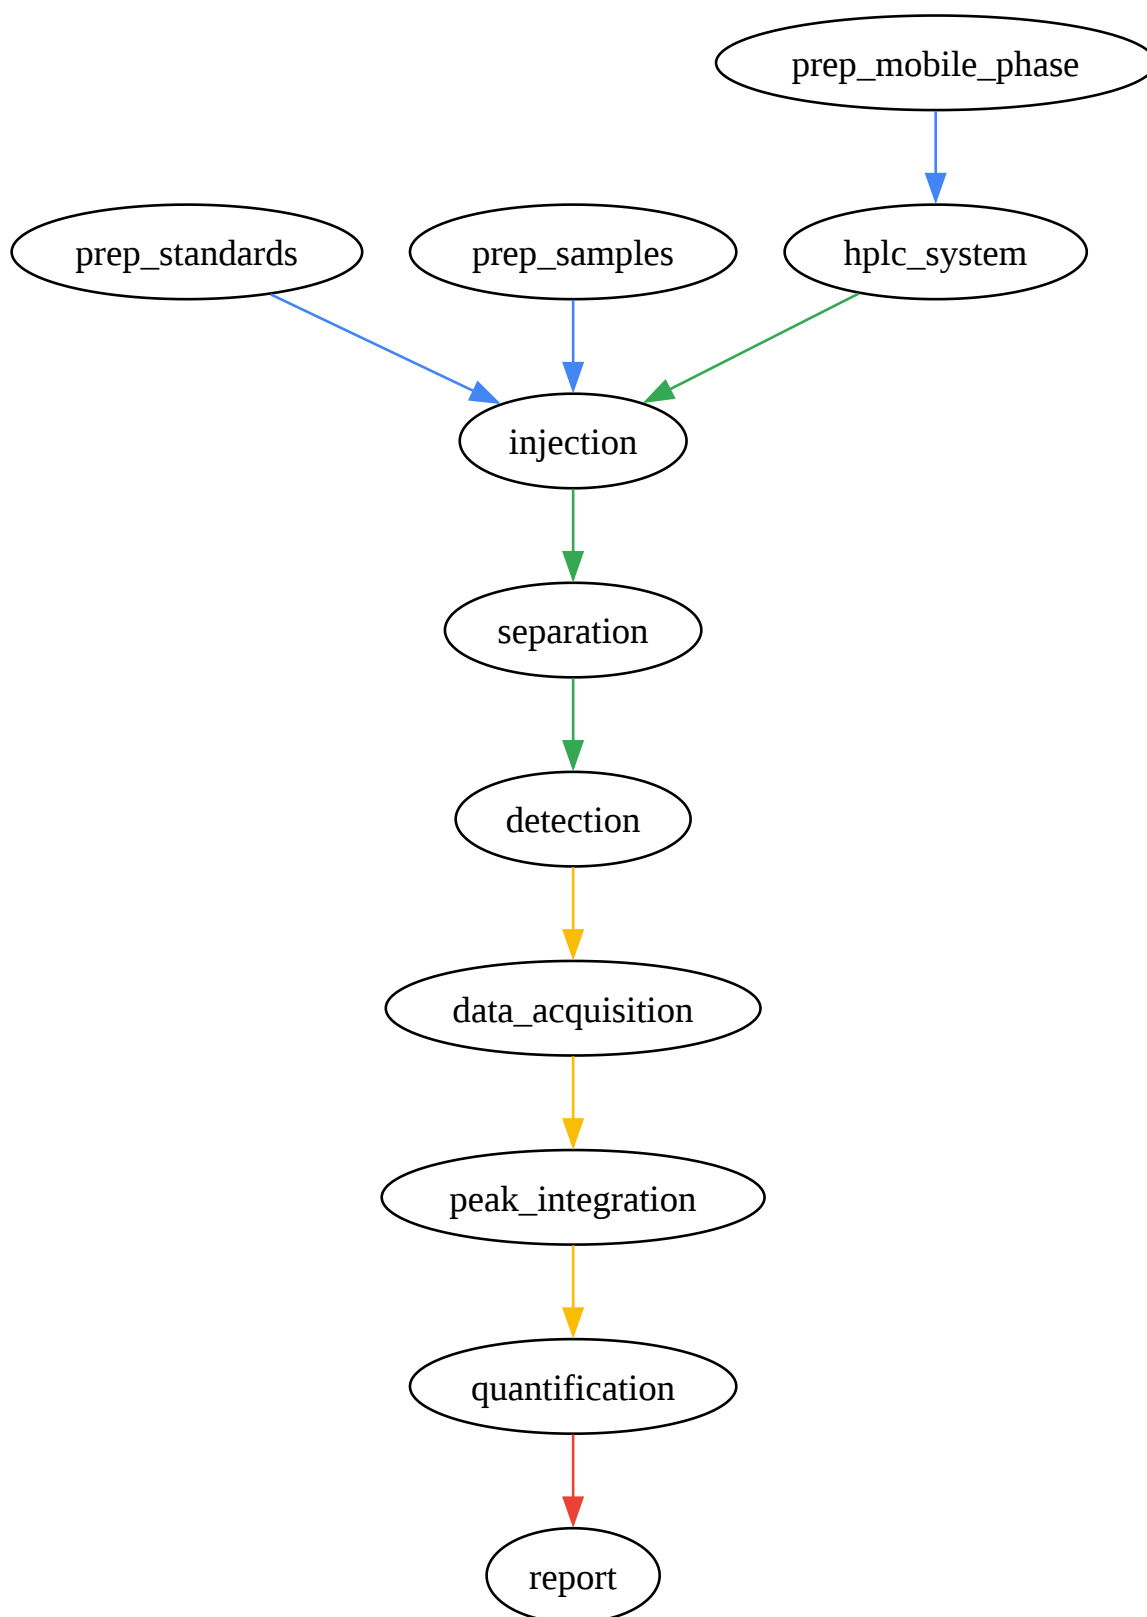 prep_mobile_phase
prep_standards
prep_samples
hplc_system
injection
separation
detection
data_acquisition
peak_integration
quantification
report